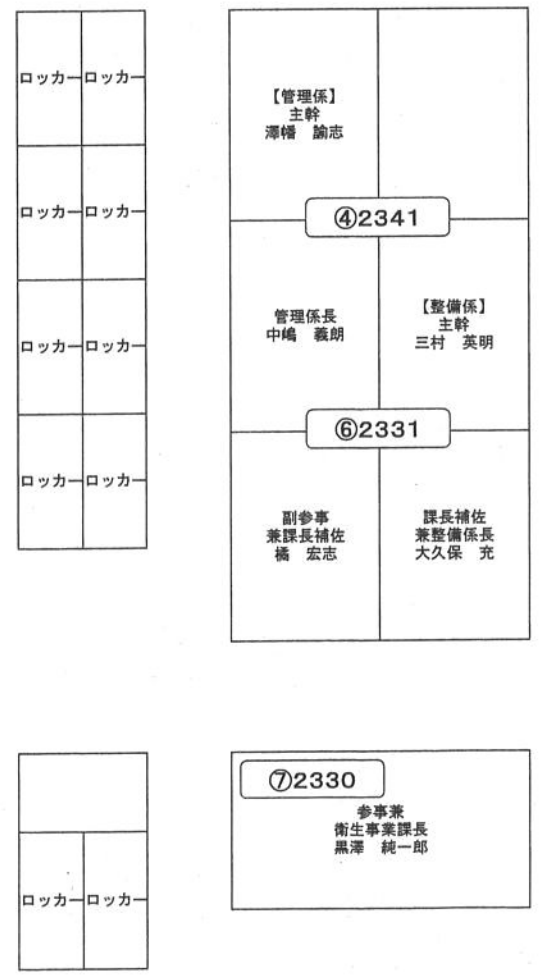 ロッカー ロッカー
ロッカー ロッカー
ロッカー ロッカー
ロッカー ロッカー
【管理係】
主幹
澤幡　諭志
④2341
管理係長
中嶋　義朗
【整備係】
主幹
三村　英明
⑥2331
副参事
兼課長補佐
橘　宏志
課長補佐
兼整備係長
大久保　充
ロッカー ロッカー
⑦2330
参事兼
衛生事業課長
黒澤　純一郎